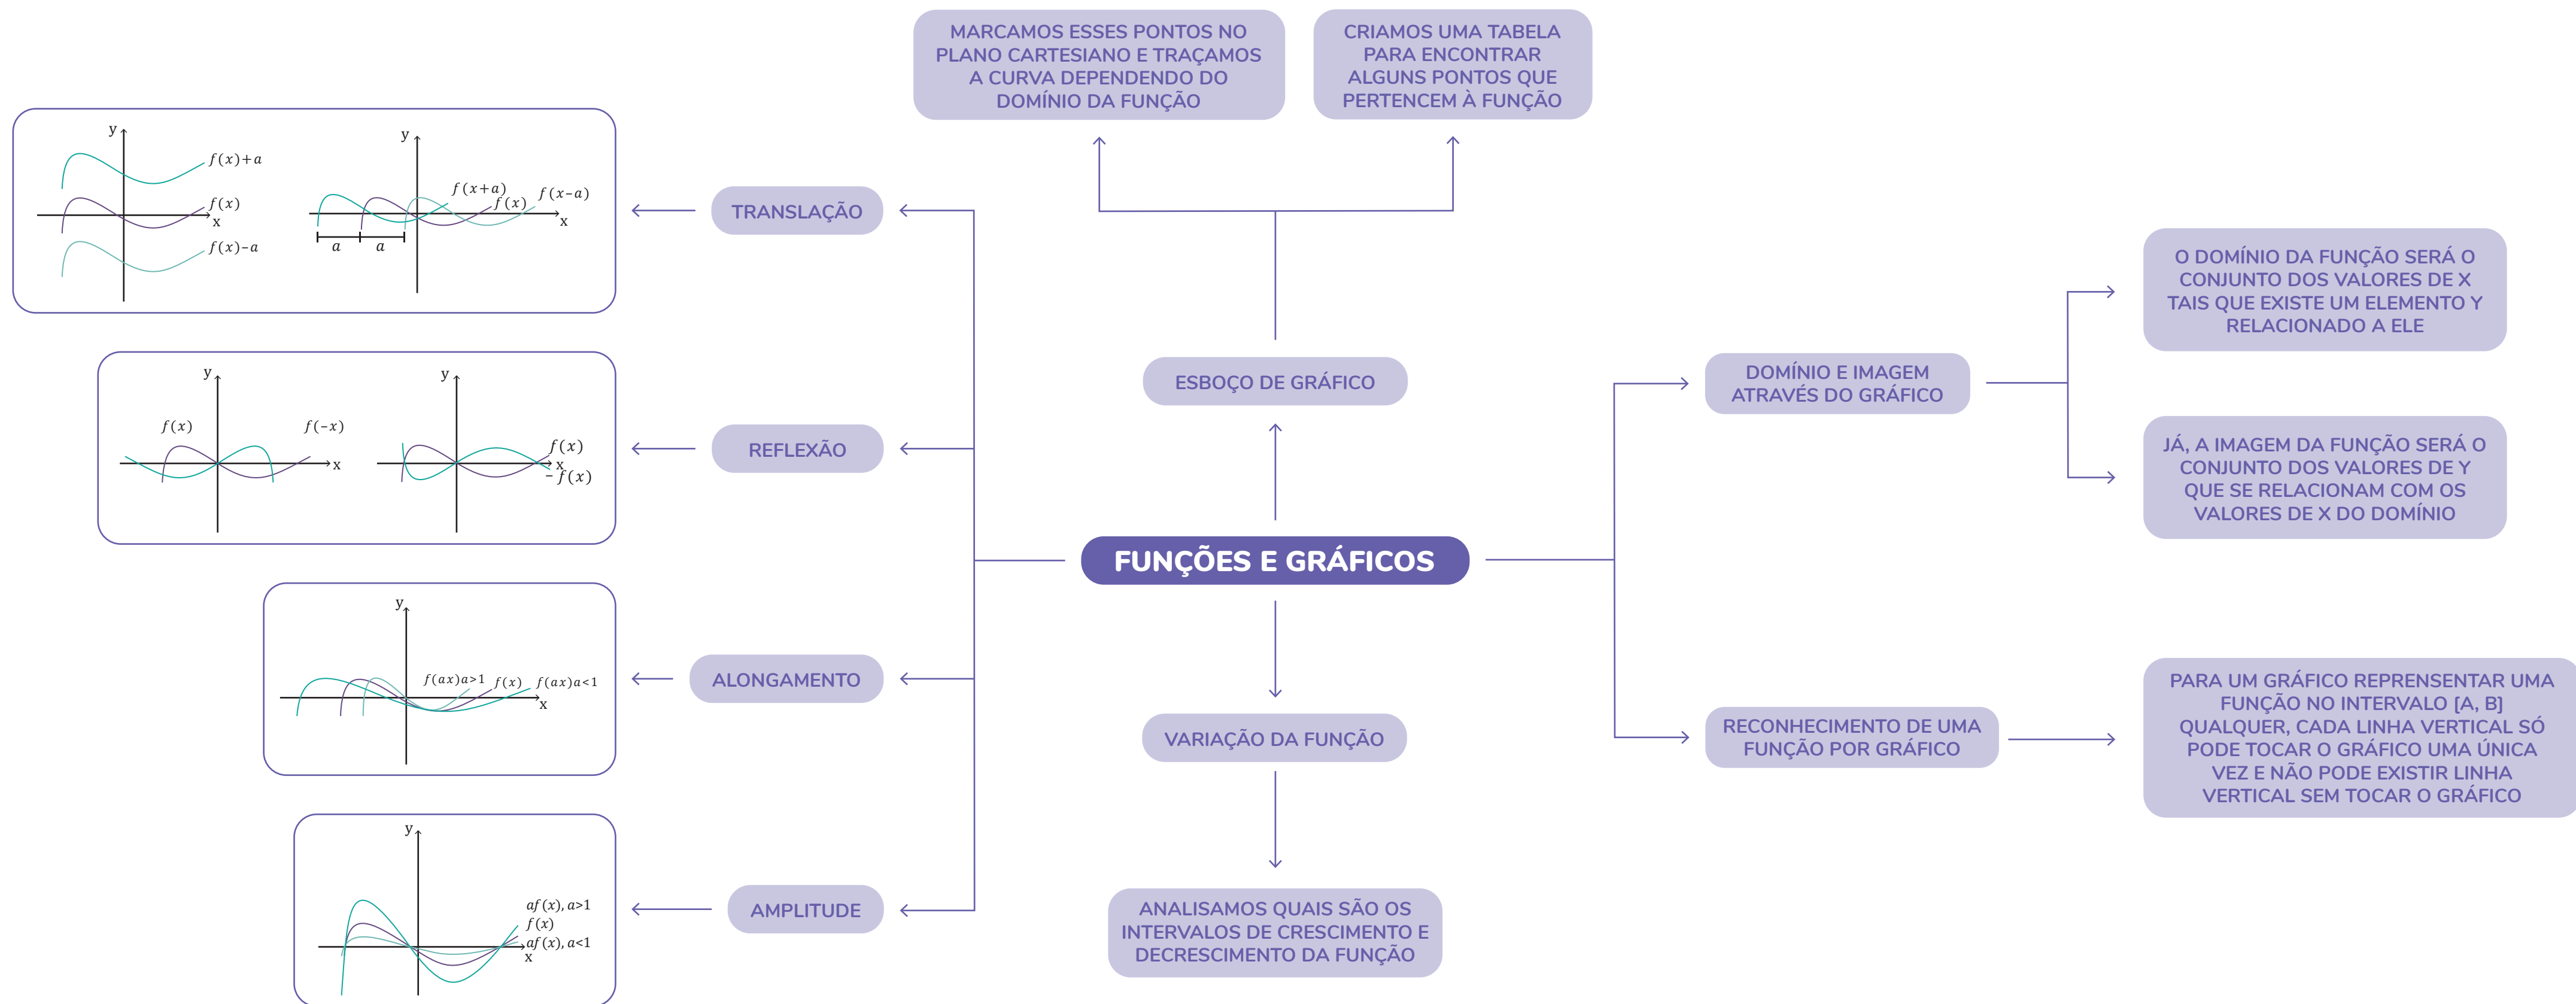 MARCAMOS ESSES PONTOS NO
PLANO CARTESIANO E TRAÇAMOS
A CURVA DEPENDENDO DO
DOMÍNIO DA FUNÇÃO
CRIAMOS UMA TABELA
PARA ENCONTRAR
ALGUNS PONTOS QUE
PERTENCEM À FUNÇÃO
y
f(x)+a
f(x)
x
f(x)−a
y
f(x+a)
f(x)
f(x−a)
x
a
a
TRANSLAÇÃO
ESBOÇO DE GRÁFICO
y
f(x)
f(−x)
x
y
f(x)
x
−f(x)
REFLEXÃO
FUNÇÕES E GRÁFICOS
y
f(ax)a>1
f(x)
f(ax)a<1
x
ALONGAMENTO
VARIAÇÃO DA FUNÇÃO
y
af(x), a>1
f(x)
af(x), a<1
x
AMPLITUDE
ANALISAMOS QUAIS SÃO OS
INTERVALOS DE CRESCIMENTO E
DECRESCIMENTO DA FUNÇÃO
DOMÍNIO E IMAGEM
ATRAVÉS DO GRÁFICO
O DOMÍNIO DA FUNÇÃO SERÁ O
CONJUNTO DOS VALORES DE X
TAIS QUE EXISTE UM ELEMENTO Y
RELACIONADO A ELE
JÁ, A IMAGEM DA FUNÇÃO SERÁ O
CONJUNTO DOS VALORES DE Y
QUE SE RELACIONAM COM OS
VALORES DE X DO DOMÍNIO
RECONHECIMENTO DE UMA
FUNÇÃO POR GRÁFICO
PARA UM GRÁFICO REPRENSENTAR UMA
FUNÇÃO NO INTERVALO [A, B]
QUALQUER, CADA LINHA VERTICAL SÓ
PODE TOCAR O GRÁFICO UMA ÚNICA
VEZ E NÃO PODE EXISTIR LINHA
VERTICAL SEM TOCAR O GRÁFICO